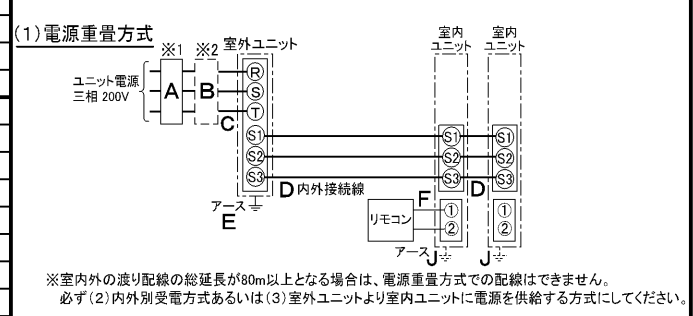 (1)電源重畳方式
※1
※2
室外ユニット
室内
ユニット
室内
ユニット
ユニット電源
三相 200V
A
B
C
R
S
T
S1
S2
S3
S1
S2
S3
S1
S2
S3
D 内外接続線
D
アース
E
F
リモコン
①
②
①
②
アース
J
J
※室内外の渡り配線の総延長が80m以上となる場合は、電源重畳方式での配線はできません。
必ず(2)内外別受電方式あるいは(3)室外ユニットより室内ユニットに電源を供給する方式にしてください。